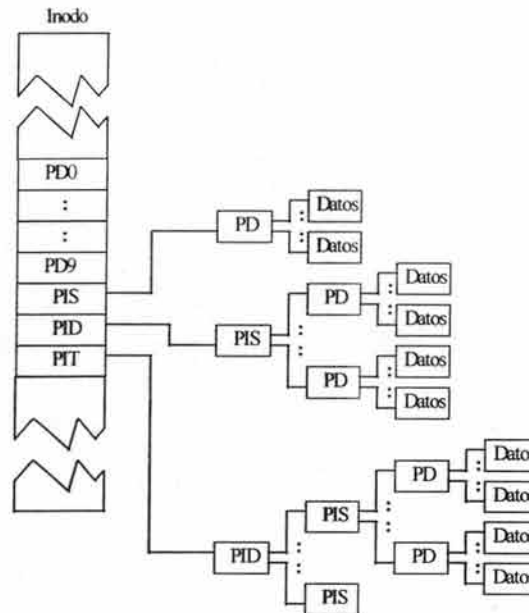 Inodo
PD0
:
:
PD9
PIS
PID
PIT
PD
Datos
:
Datos
PIS
:
PD
Datos
:
Datos
PD
Datos
:
Datos
PID
:
PIS
:
PD
Datos
:
Datos
PD
Datos
:
Datos
PIS